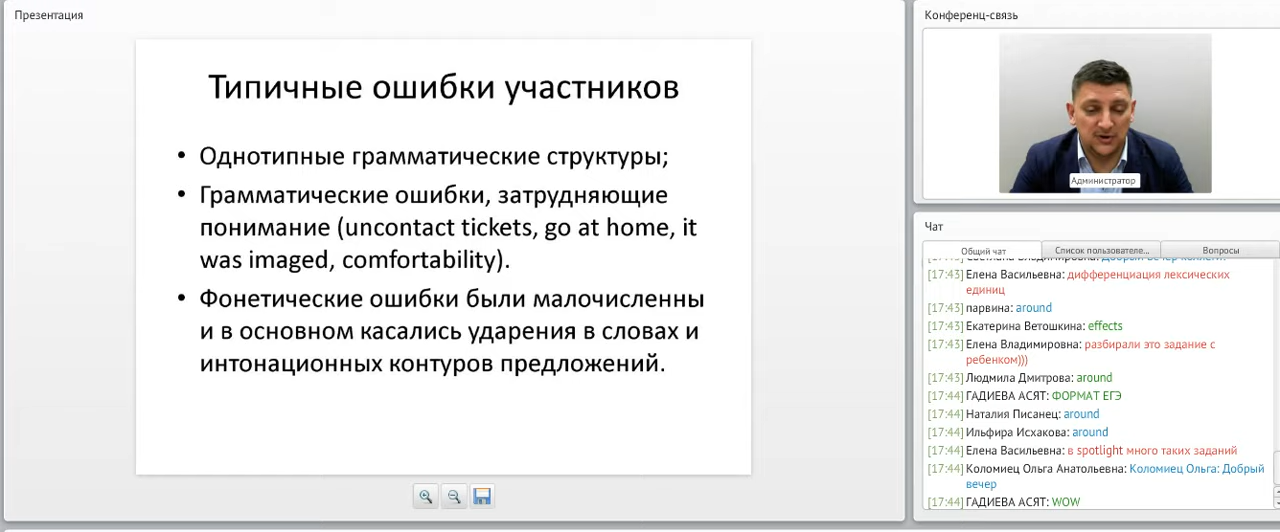 Презентация
Типичные ошибки участников
• Однотипные грамматические структуры;
• Грамматические ошибки, затрудняющие
понимание (uncontact tickets, go at home, it
was imaged, comfortability).
• Фонетические ошибки были малочисленны
и в основном касались ударения в словах и
интонационных контуров предложений.
Конференц-связь
Администратор
Чат
Общий чат
Список пользователе...
Вопросы
[17:43] Елена Васильевна: дифференциация лексических
единиц
[17:43] парвина: around
[17:43] Екатерина Ветошкина: effects
[17:43] Елена Владимировна: разбирали это задание с
ребенком)))
[17:43] Людмила Дмитрова: around
[17:44] ГАДИЕВА АСЯТ: ФОРМАТ ЕГЭ
[17:44] Наталия Писанец: around
[17:44] Ильфира Исхакова: around
[17:44] Елена Васильевна: в spotlight много таких заданий
[17:44] Коломиец Ольга Анатольевна: Коломиец Ольга: Добрый
вечер
[17:44] ГАДИЕВА АСЯТ: WOW